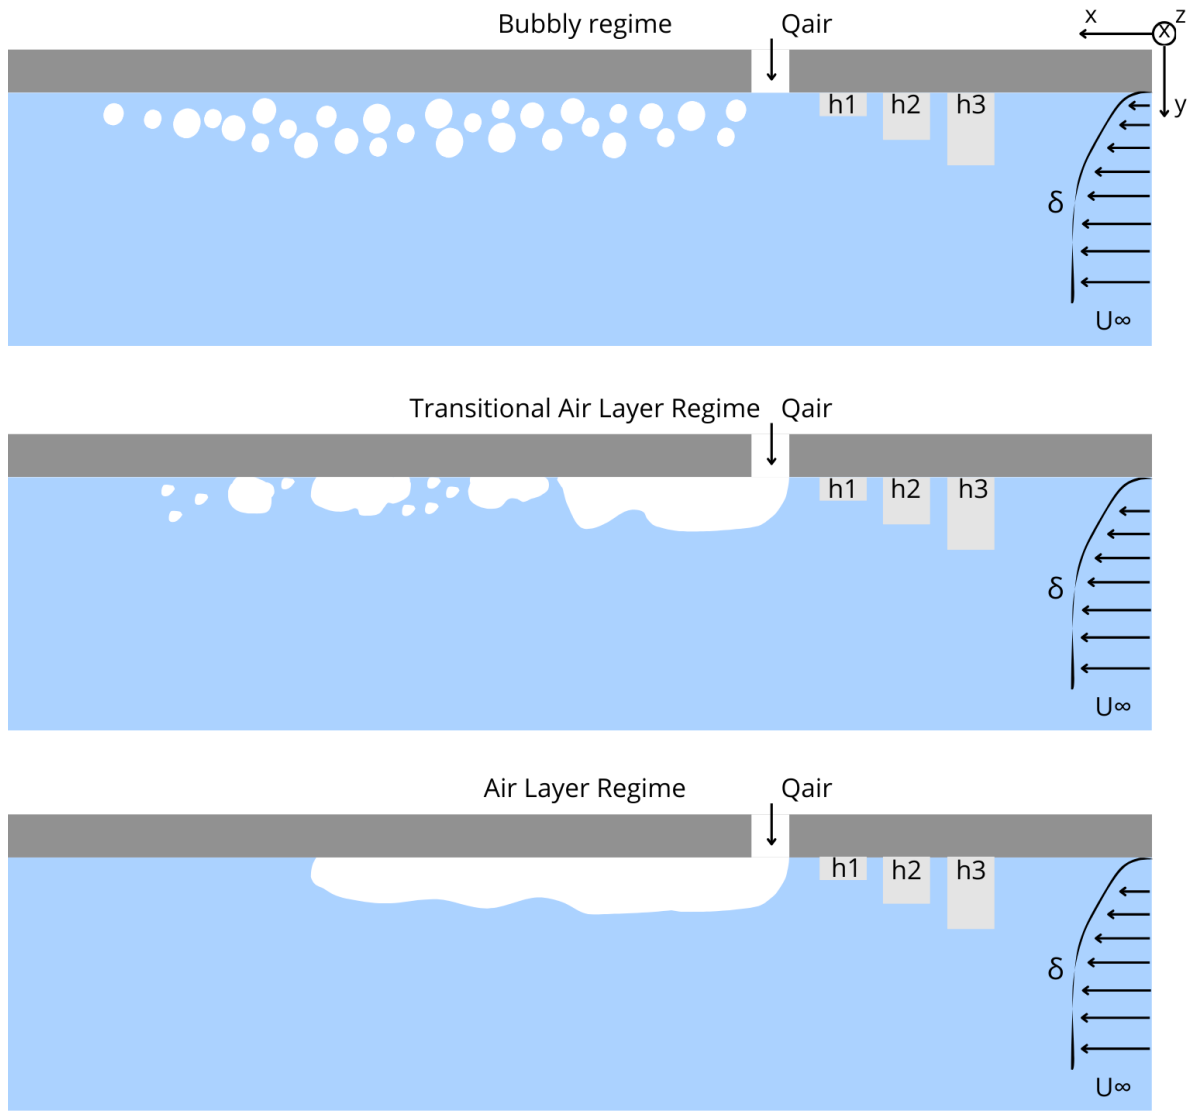 Bubbly regime Qair
x z
x
y
h1 h2 h3
δ
U∞
Transitional Air Layer Regime Qair
h1 h2 h3
δ
U∞
Air Layer Regime Qair
h1 h2 h3
δ
U∞